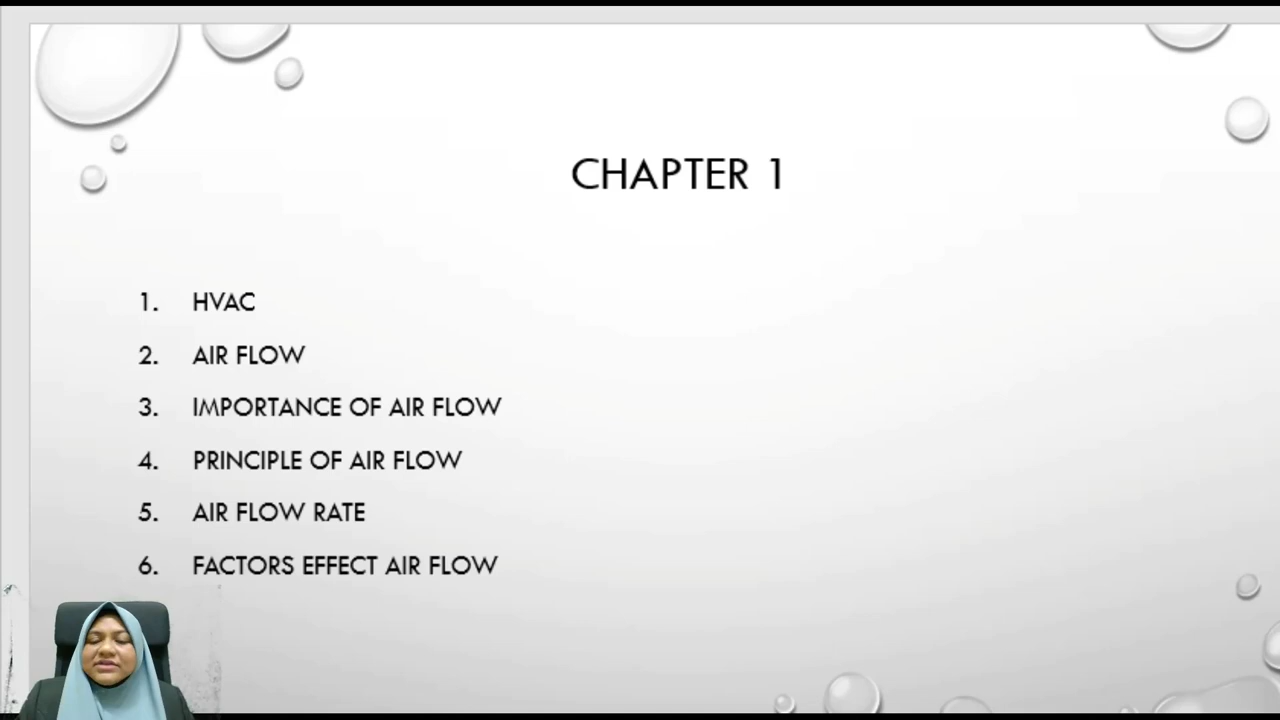 CHAPTER 1
1. HVAC
2. AIR FLOW
3. IMPORTANCE OF AIR FLOW
4. PRINCIPLE OF AIR FLOW
5. AIR FLOW RATE
6. FACTORS EFFECT AIR FLOW